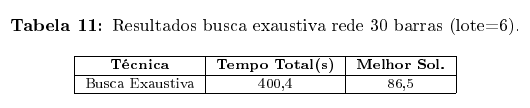 Tabela 11: Resultados busca exaustiva rede 30 barras (lote=6).
Técnica Tempo Total(s) Melhor Sol.
Busca Exaustiva 400,4 86,5